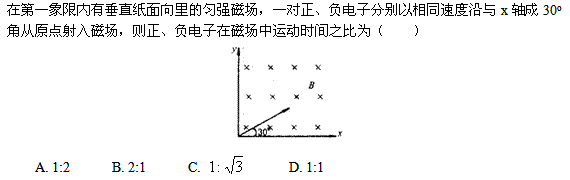 在第一象限内有垂直纸面向里的匀强磁场，一对正、负电子分别以相同速度沿与 x 轴成 30°
角从原点射入磁场，则正、负电子在磁场中运动时间之比为（ ）
y
B
30°
x
A. 1:2 B. 2:1 C. 1:√3 D. 1:1